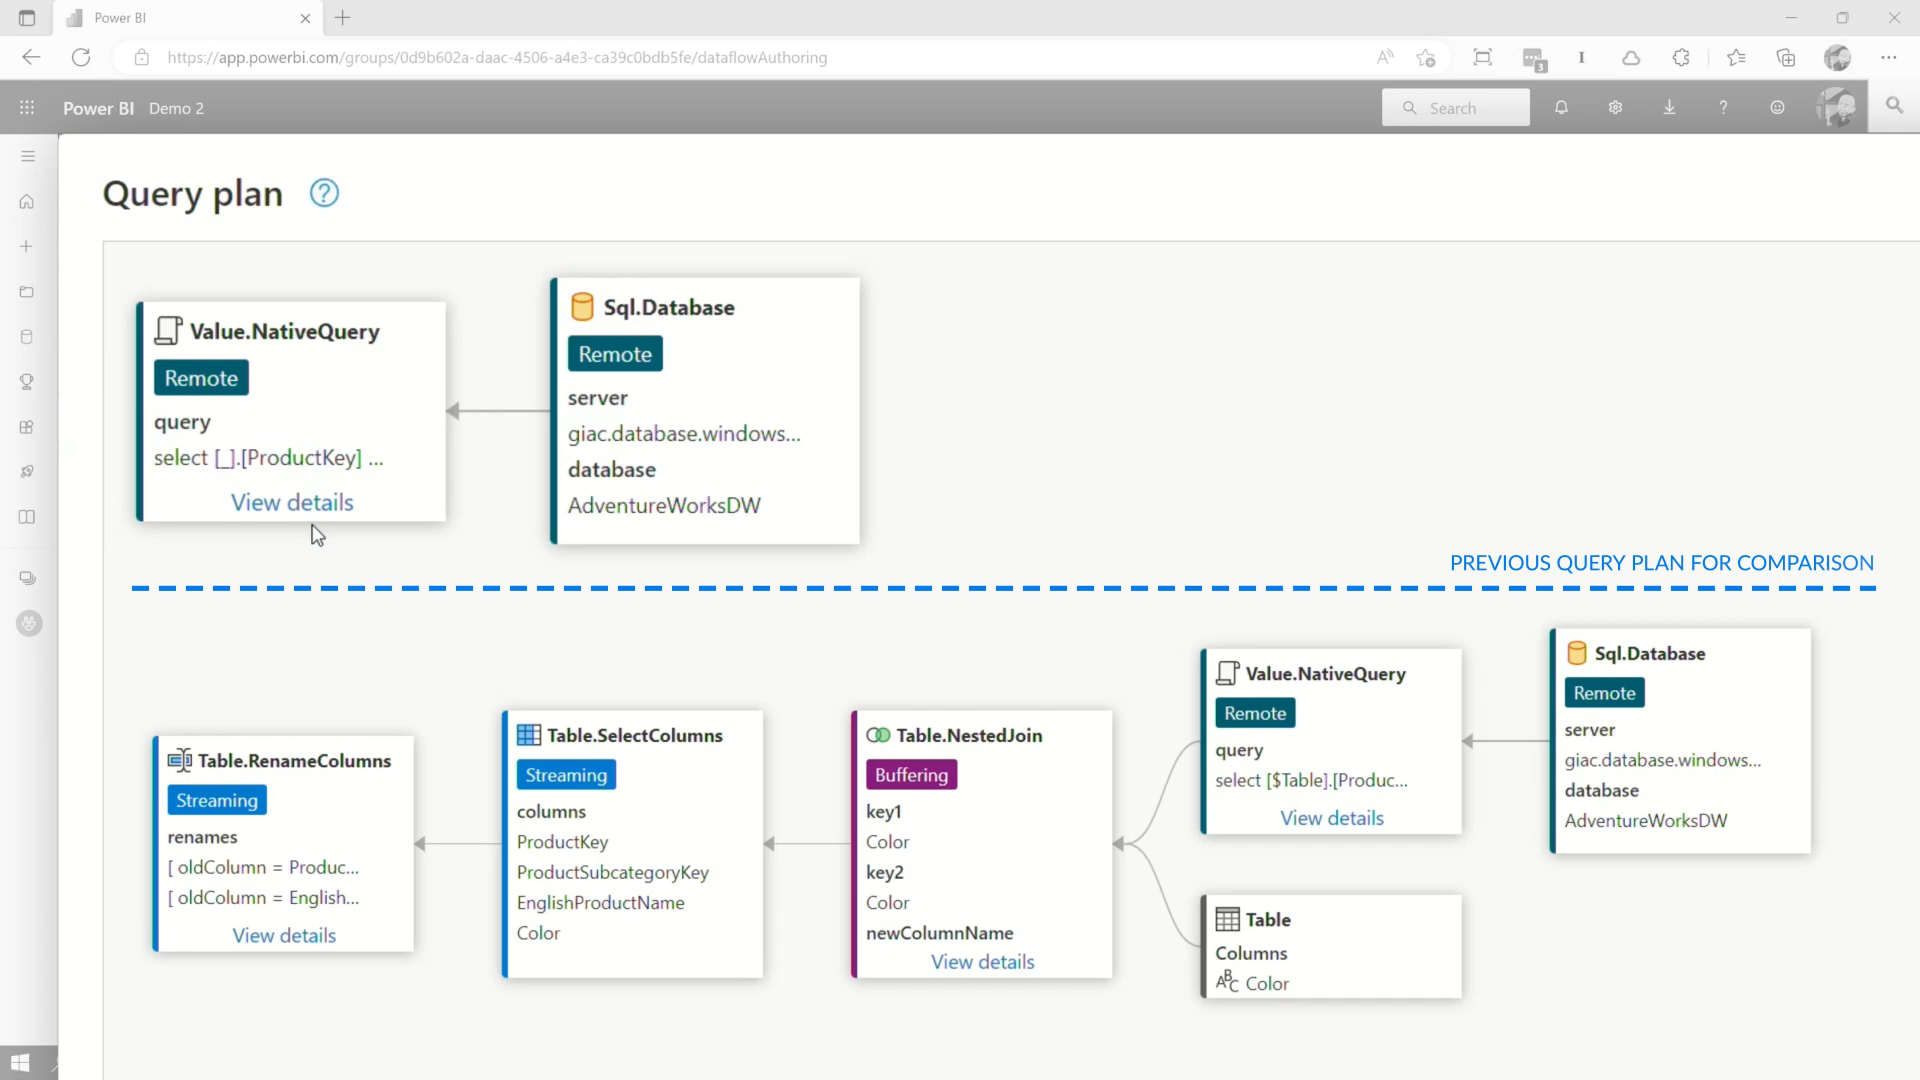 Power BI
https://app.powerbi.com/groups/0d9b602a-daac-4506-a4e3-ca39c0bdb5fe/dataflowAuthoring
3
Power BI Demo 2
Search
Query plan
Value.NativeQuery
Remote
query
select [_].[ProductKey] ...
View details
Sql.Database
Remote
server
giac.database.windows...
database
AdventureWorksDW
PREVIOUS QUERY PLAN FOR COMPARISON
Table.RenameColumns
Streaming
renames
[ oldColumn = Produc...
[ oldColumn = English...
View details
Table.SelectColumns
Streaming
columns
ProductKey
ProductSubcategoryKey
EnglishProductName
Color
Table.NestedJoin
Buffering
key1
Color
key2
Color
newColumnName
View details
Value.NativeQuery
Remote
query
select [$Table].[Produc...
View details
Sql.Database
Remote
server
giac.database.windows...
database
AdventureWorksDW
Table
Columns
ABC Color